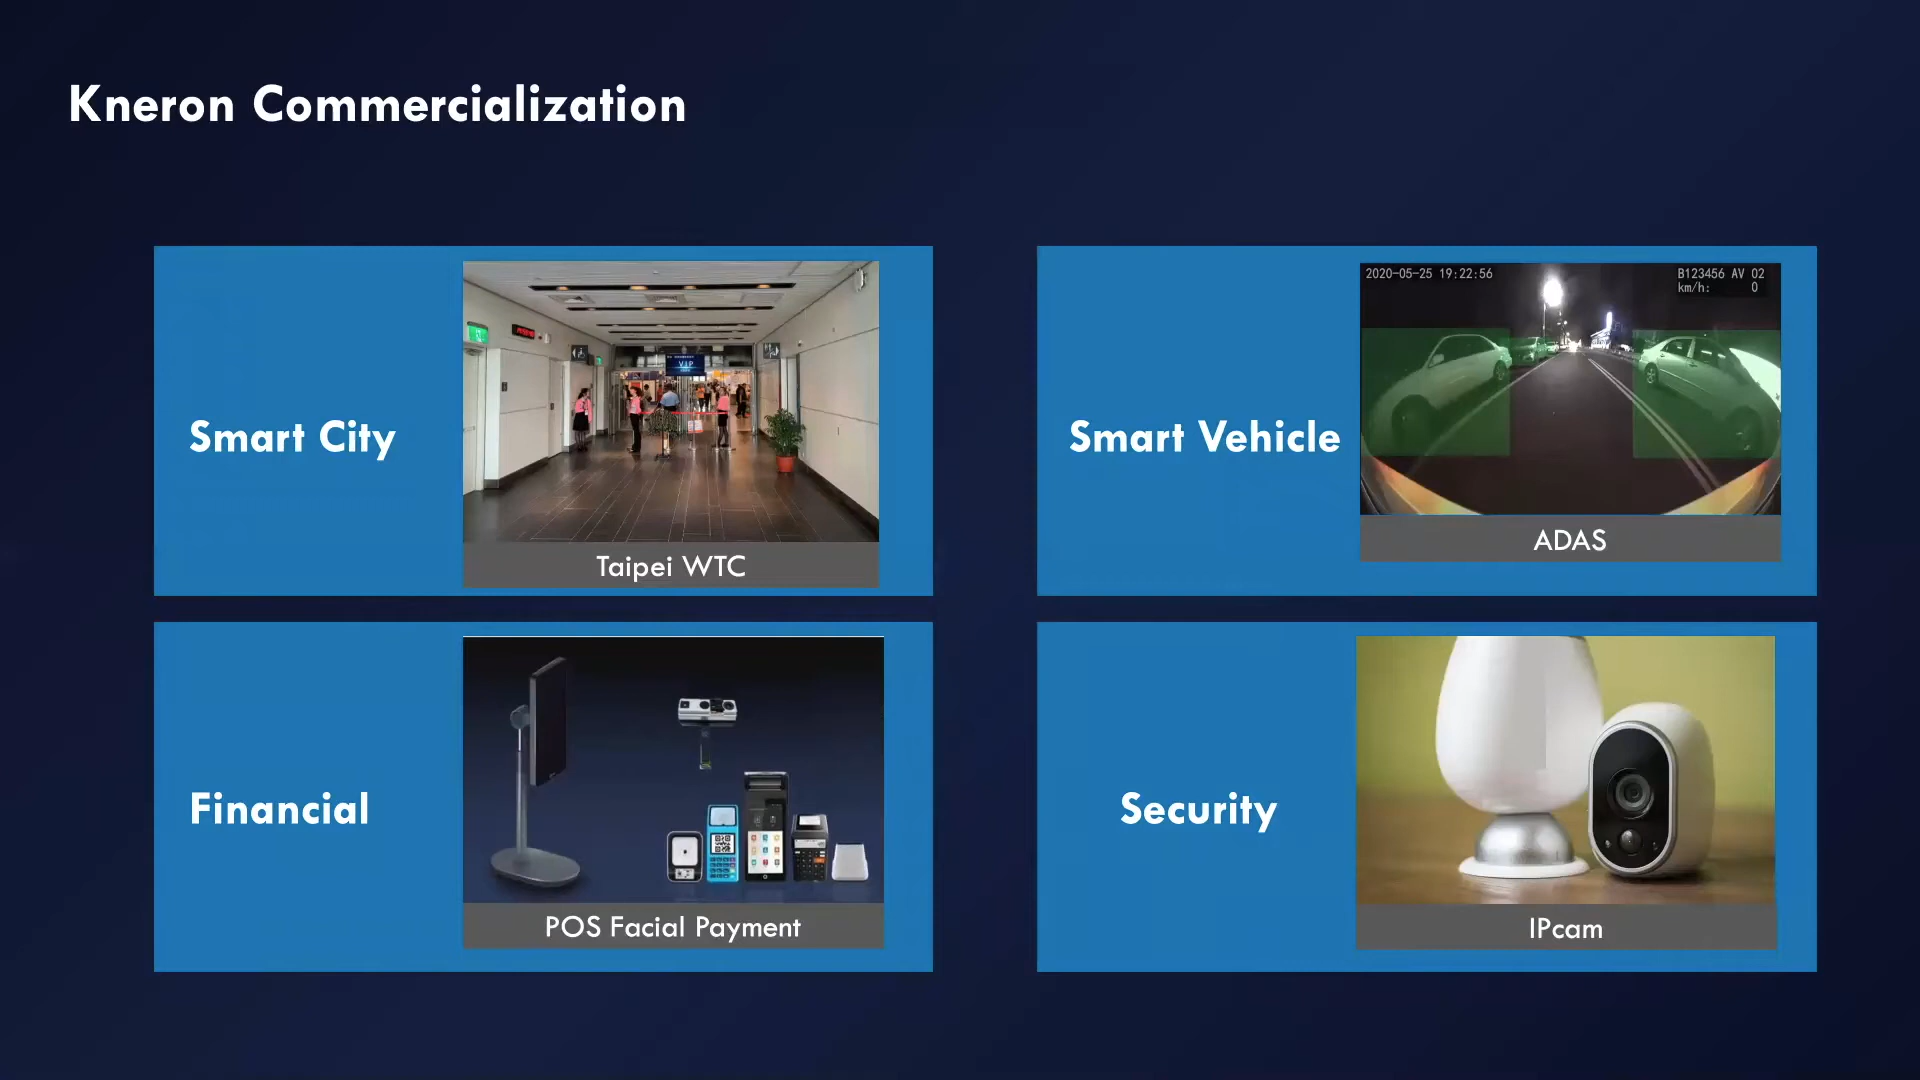 Kneron Commercialization
Smart City
VIP
Taipei WTC
Smart Vehicle
2020-05-25 19:22:56
B123456 AV 02
km/h: 0
ADAS
Financial
POS Facial Payment
Security
IPcam